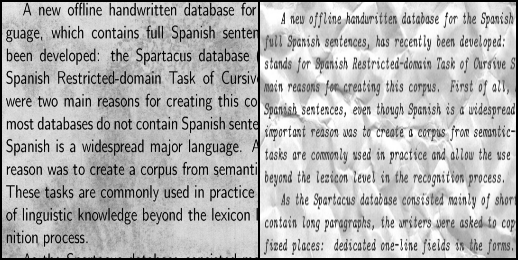 A new offline handwritten database for
guage, which contains full Spanish senten
been developed: the Spartacus database
Spanish Restricted-domain Task of Cursiv
were two main reasons for creating this co
most databases do not contain Spanish sente
Spanish is a widespread major language. A
reason was to create a corpus from semanti
These tasks are commonly used in practice
of linguistic knowledge beyond the lexicon l
nition process.
A new offline handwritten database for the Spanish
full Spanish sentences, has recently been developed:
stands for Spanish Restricted-domain Task of Cursive S
main reasons for creating this corpus. First of all,
Spanish sentences, even though Spanish is a widespread
important reason was to create a corpus from semantic-
tasks are commonly used in practice and allow the use
beyond the lexicon level in the recognition process.
As the Spartacus database consisted mainly of short
contain long paragraphs, the writers were asked to cop
fixed places: dedicated one-line fields in the forms.